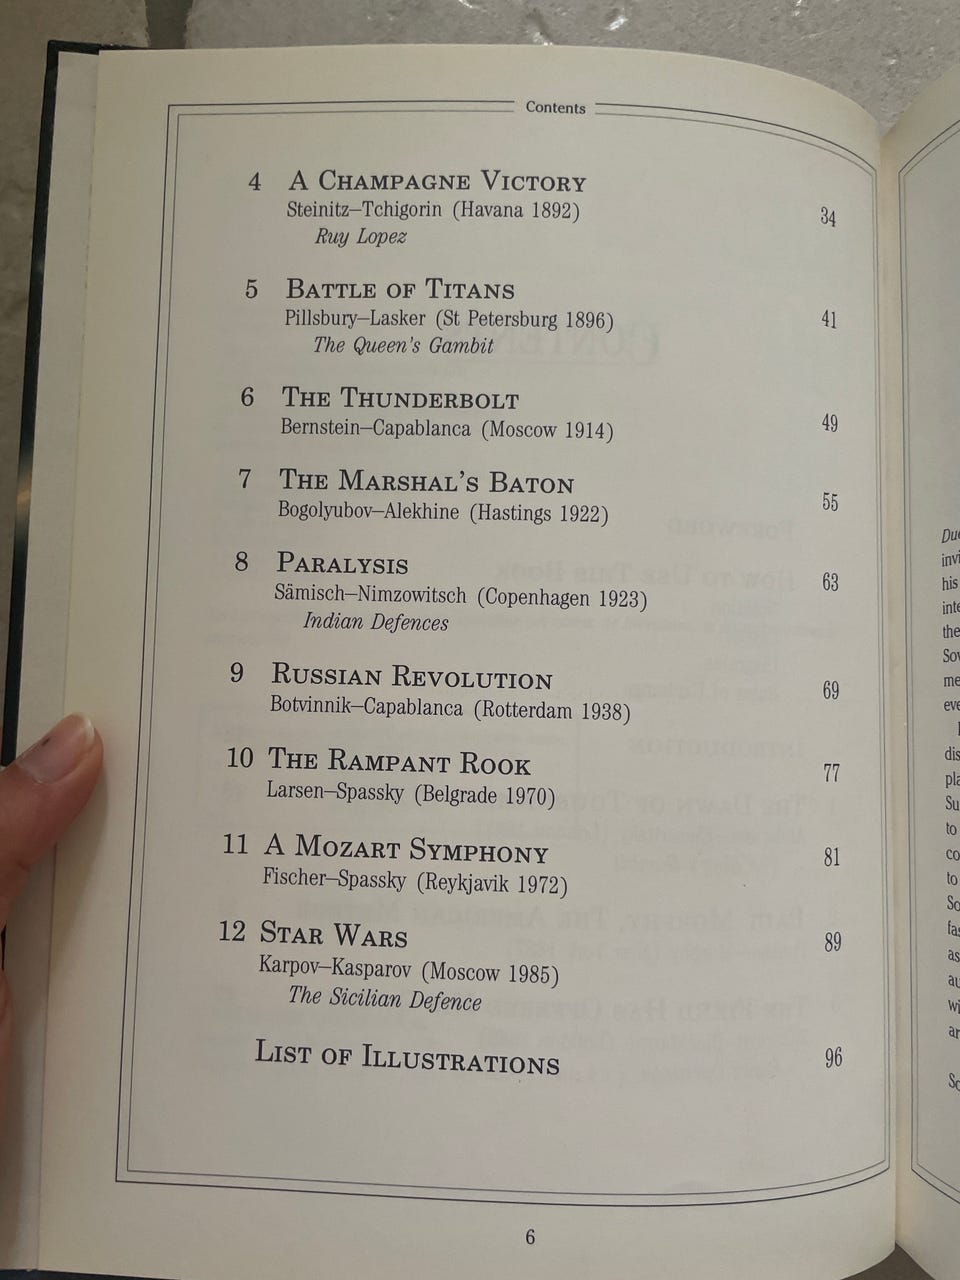 Contents
4 A CHAMPAGNE VICTORY
Steinitz–Tchigorin (Havana 1892) 34
Ruy Lopez
5 BATTLE OF TITANS
Pillsbury–Lasker (St Petersburg 1896) 41
The Queen's Gambit
6 THE THUNDERBOLT
Bernstein–Capablanca (Moscow 1914) 49
7 THE MARSHAL'S BATON
Bogolyubov–Alekhine (Hastings 1922) 55
8 PARALYSIS
Sämisch–Nimzowitsch (Copenhagen 1923) 63
Indian Defences
9 RUSSIAN REVOLUTION
Botvinnik–Capablanca (Rotterdam 1938) 69
10 THE RAMPANT ROOK
Larsen–Spassky (Belgrade 1970) 77
11 A MOZART SYMPHONY
Fischer–Spassky (Reykjavik 1972) 81
12 STAR WARS
Karpov–Kasparov (Moscow 1985) 89
The Sicilian Defence
LIST OF ILLUSTRATIONS 96
6
his
the
to
to